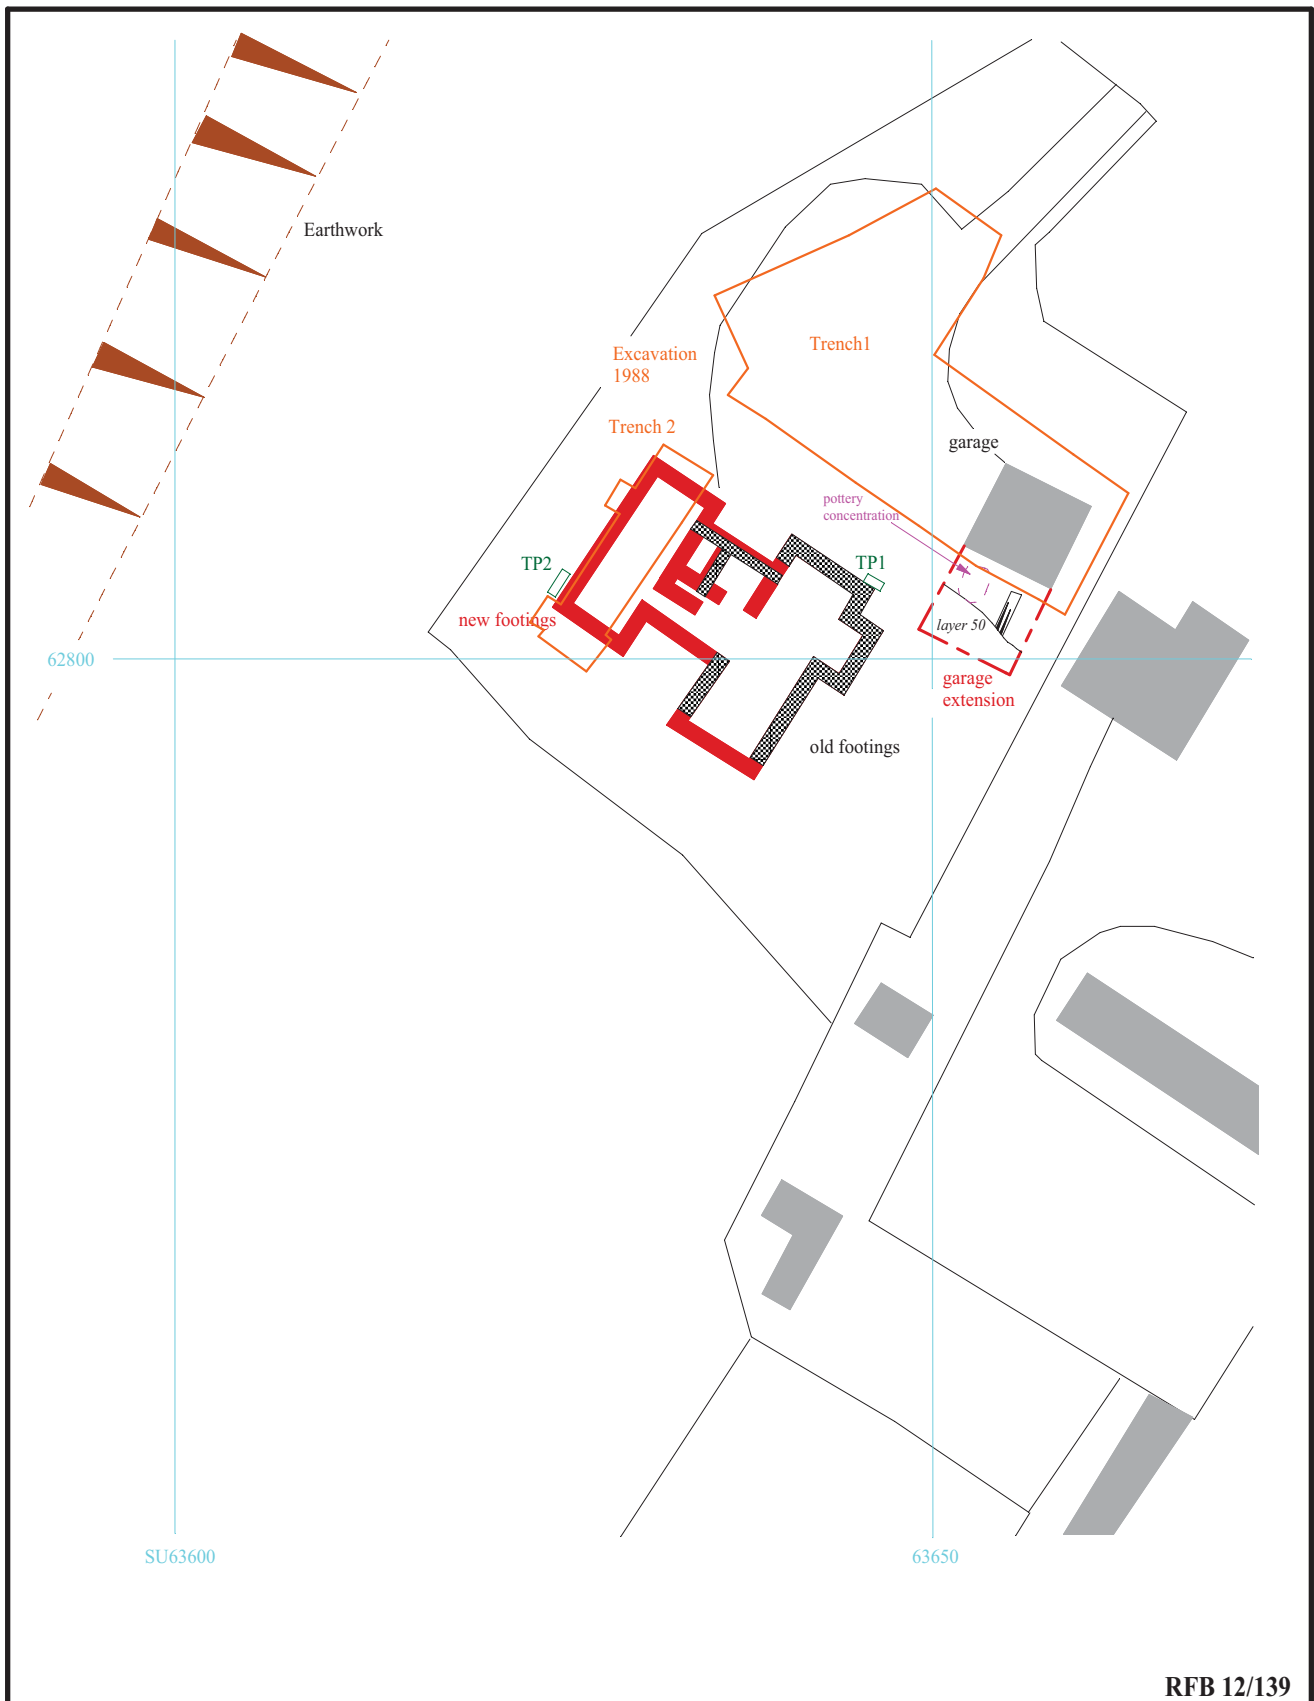 Earthwork
Trench1
Excavation
1988
Trench 2
garage
pottery
concentration
TP2
TP1
new footings
layer 50
62800
garage
extension
old footings
SU63600
63650
RFB 12/139